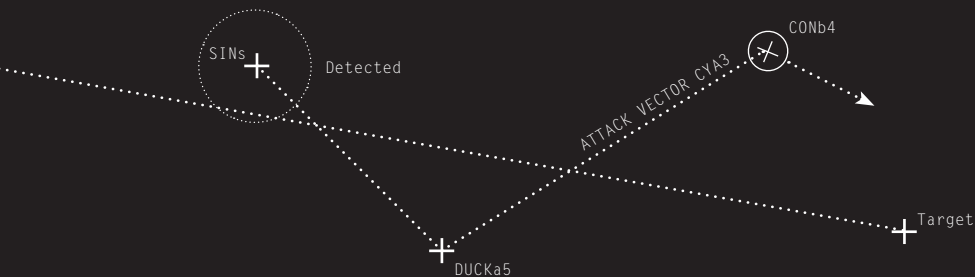 CONb4
SINs
Detected
ATTACK VECTOR CYA3
Target
DUCKa5